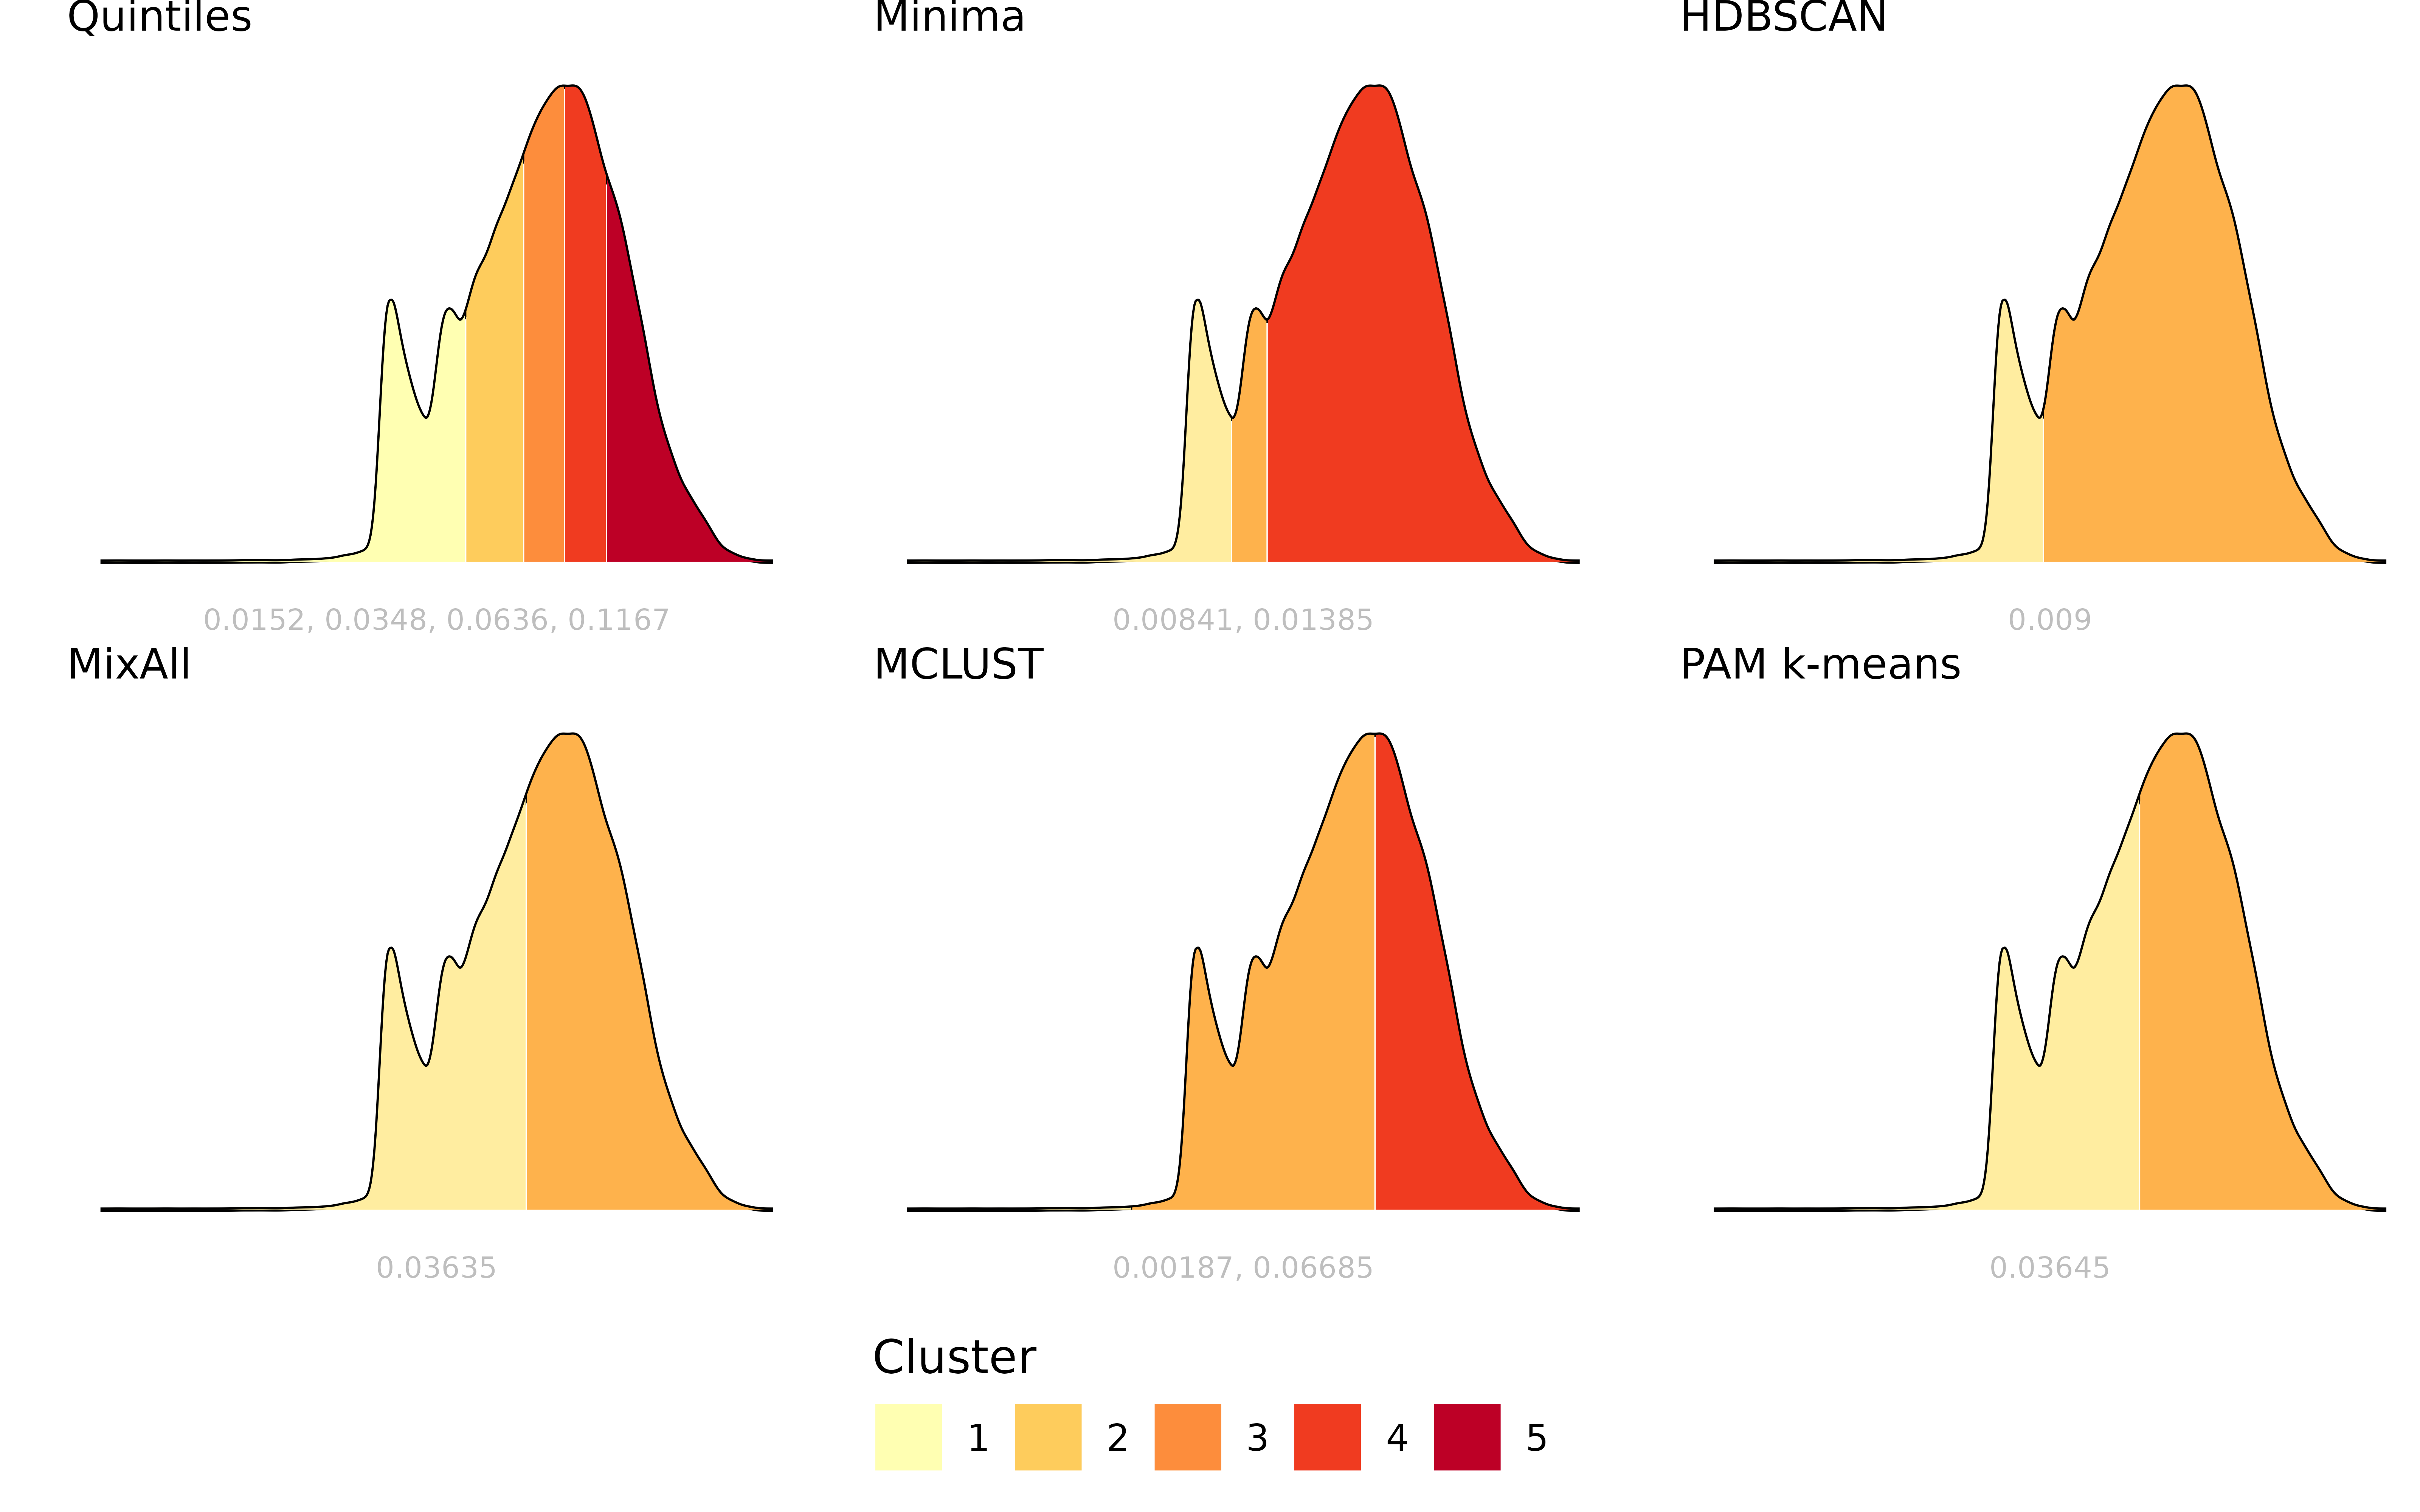 Quintiles
Minima
HDBSCAN
0.0152, 0.0348, 0.0636, 0.1167
0.00841, 0.01385
0.009
MixAll
MCLUST
PAM k-means
0.03635
0.00187, 0.06685
0.03645
Cluster
1 2 3 4 5